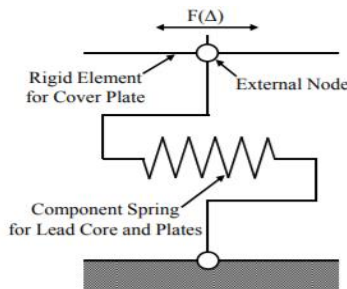 F(Δ)
Rigid Element
for Cover Plate
External Node
Component Spring
for Lead Core and Plates